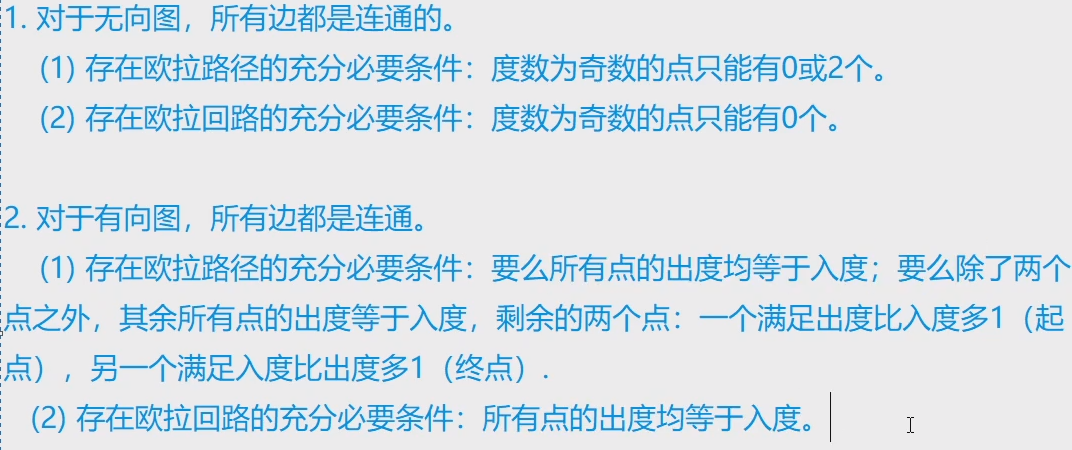 1. 对于无向图，所有边都是连通的。
(1) 存在欧拉路径的充分必要条件：度数为奇数的点只能有0或2个。
(2) 存在欧拉回路的充分必要条件：度数为奇数的点只能有0个。
2. 对于有向图，所有边都是连通。
(1) 存在欧拉路径的充分必要条件：要么所有点的出度均等于入度；要么除了两个
点之外，其余所有点的出度等于入度，剩余的两个点：一个满足出度比入度多1（起
点），另一个满足入度比出度多1（终点）.
(2) 存在欧拉回路的充分必要条件：所有点的出度均等于入度。